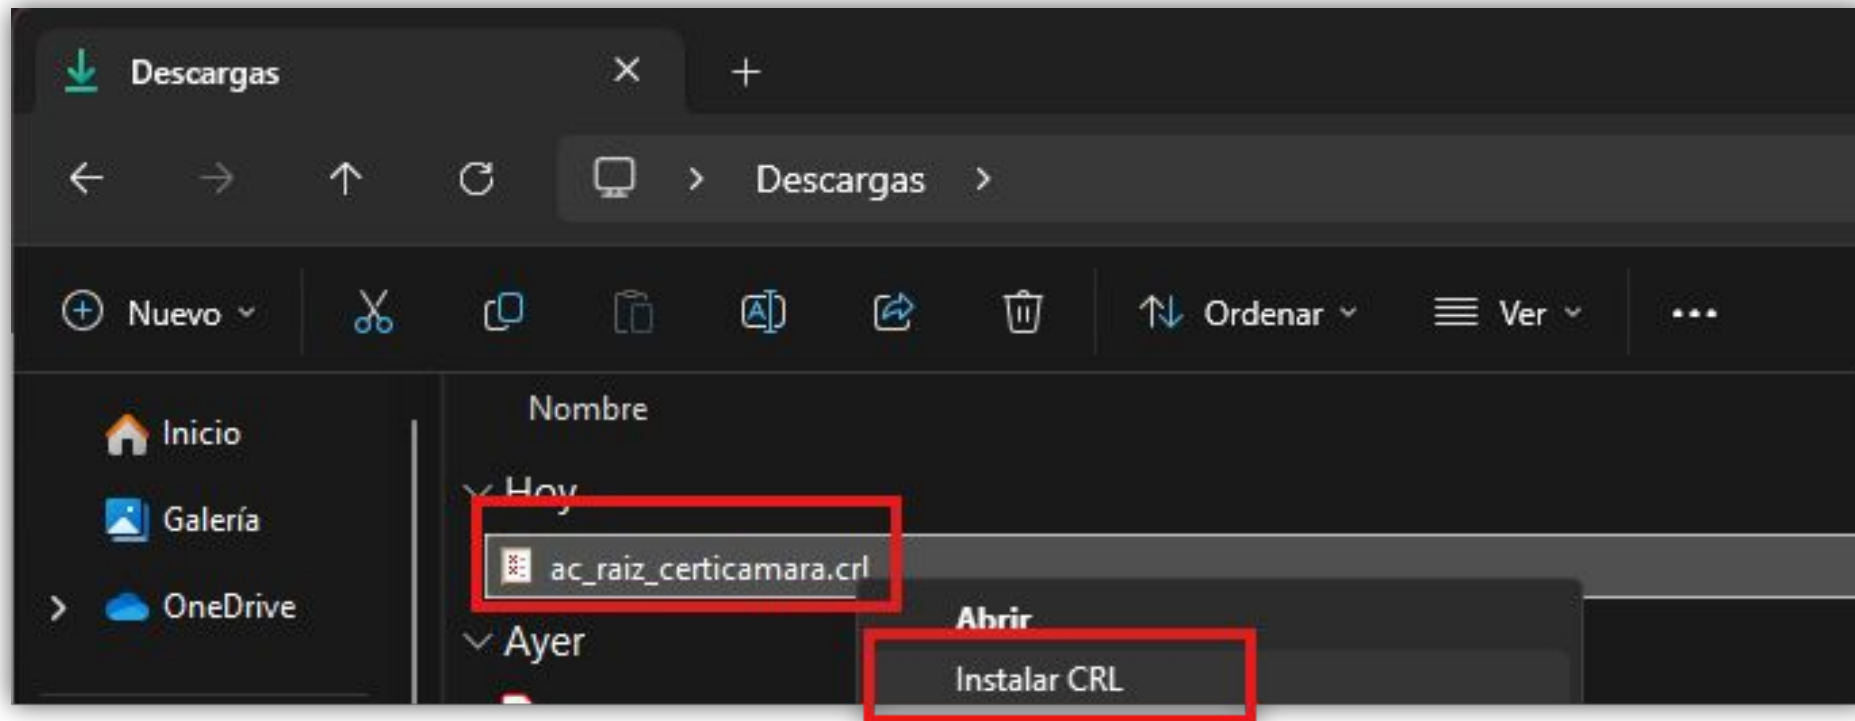 Descargas
Descargas
Nuevo
Ordenar
Ver
Nombre
Inicio
Hoy
Galería
ac_raiz_certicamara.crl
OneDrive
Abrir
Ayer
Instalar CRL